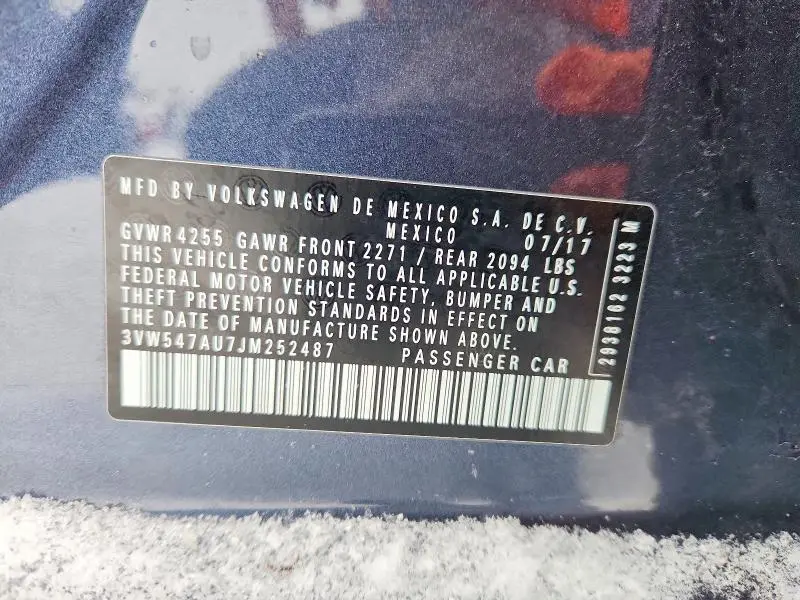 MFD BY VOLKSWAGEN DE MEXICO S.A. DE C.V.
MEXICO 07/17
GVWR 4255 GAWR FRONT 2271 / REAR 2094 LBS
THIS VEHICLE CONFORMS TO ALL APPLICABLE U.S.
FEDERAL MOTOR VEHICLE SAFETY, BUMPER AND
THEFT PREVENTION STANDARDS IN EFFECT ON
THE DATE OF MANUFACTURE SHOWN ABOVE.
3VW547AU7JM252487 PASSENGER CAR
2938162 3223 M